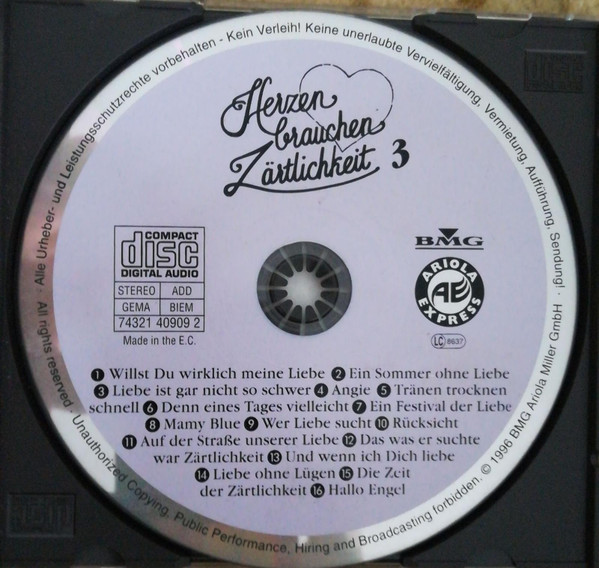 Alle Urheber- und Leistungsschutzrechte vorbehalten - Kein Verleih! Keine unerlaubte Vervielfältigung, Vermietung, Aufführung, Sendung!
Herzen
brauchen
Zärtlichkeit 3
COMPACT
disc
DIGITAL AUDIO
STEREO ADD
GEMA BIEM
74321 40909 2
Made in the E.C.
BMG
ARIOLA
AE
EXPRESS
LC 8637
1 Willst Du wirklich meine Liebe 2 Ein Sommer ohne Liebe
3 Liebe ist gar nicht so schwer 4 Angie 5 Tränen trocknen
schnell 6 Denn eines Tages vielleicht 7 Ein Festival der Liebe
8 Mamy Blue 9 Wer Liebe sucht 10 Rücksicht
11 Auf der Straße unserer Liebe 12 Das was er suchte
war Zärtlichkeit 13 Und wenn ich Dich liebe
14 Liebe ohne Lügen 15 Die Zeit
der Zärtlichkeit 16 Hallo Engel
All rights reserved · Unauthorized Copying, Public Performance, Hiring and Broadcasting forbidden. © 1996 BMG Ariola Miller GmbH ·